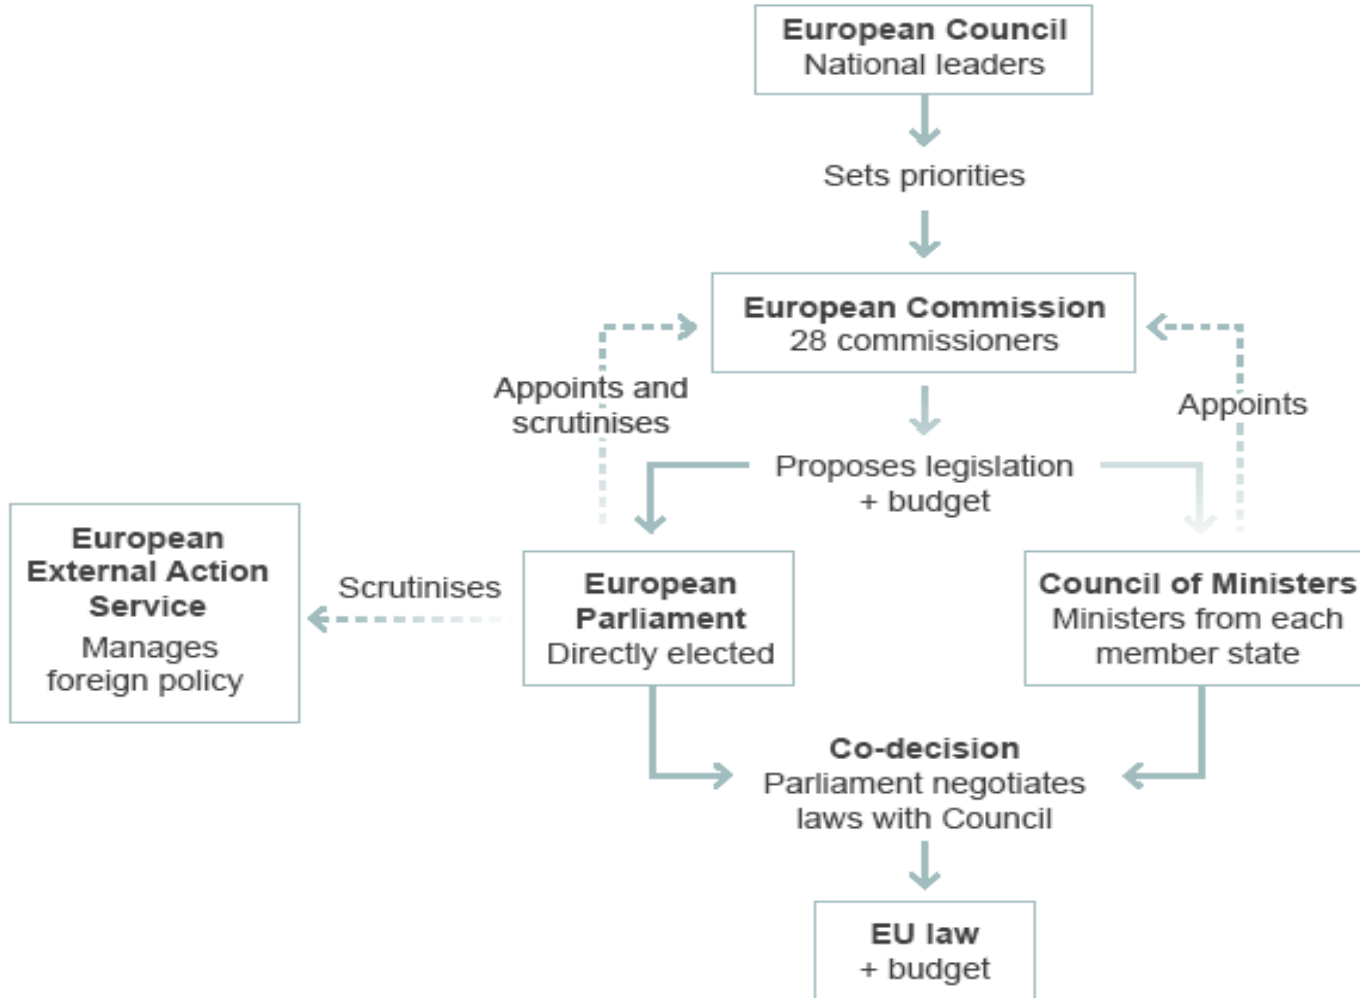 European Council
National leaders
Sets priorities
European Commission
28 commissioners
Appoints and
scrutinises
Appoints
Proposes legislation
+ budget
European
External Action
Service
Manages
foreign policy
Scrutinises
European
Parliament
Directly elected
Council of Ministers
Ministers from each
member state
Co-decision
Parliament negotiates
laws with Council
EU law
+ budget